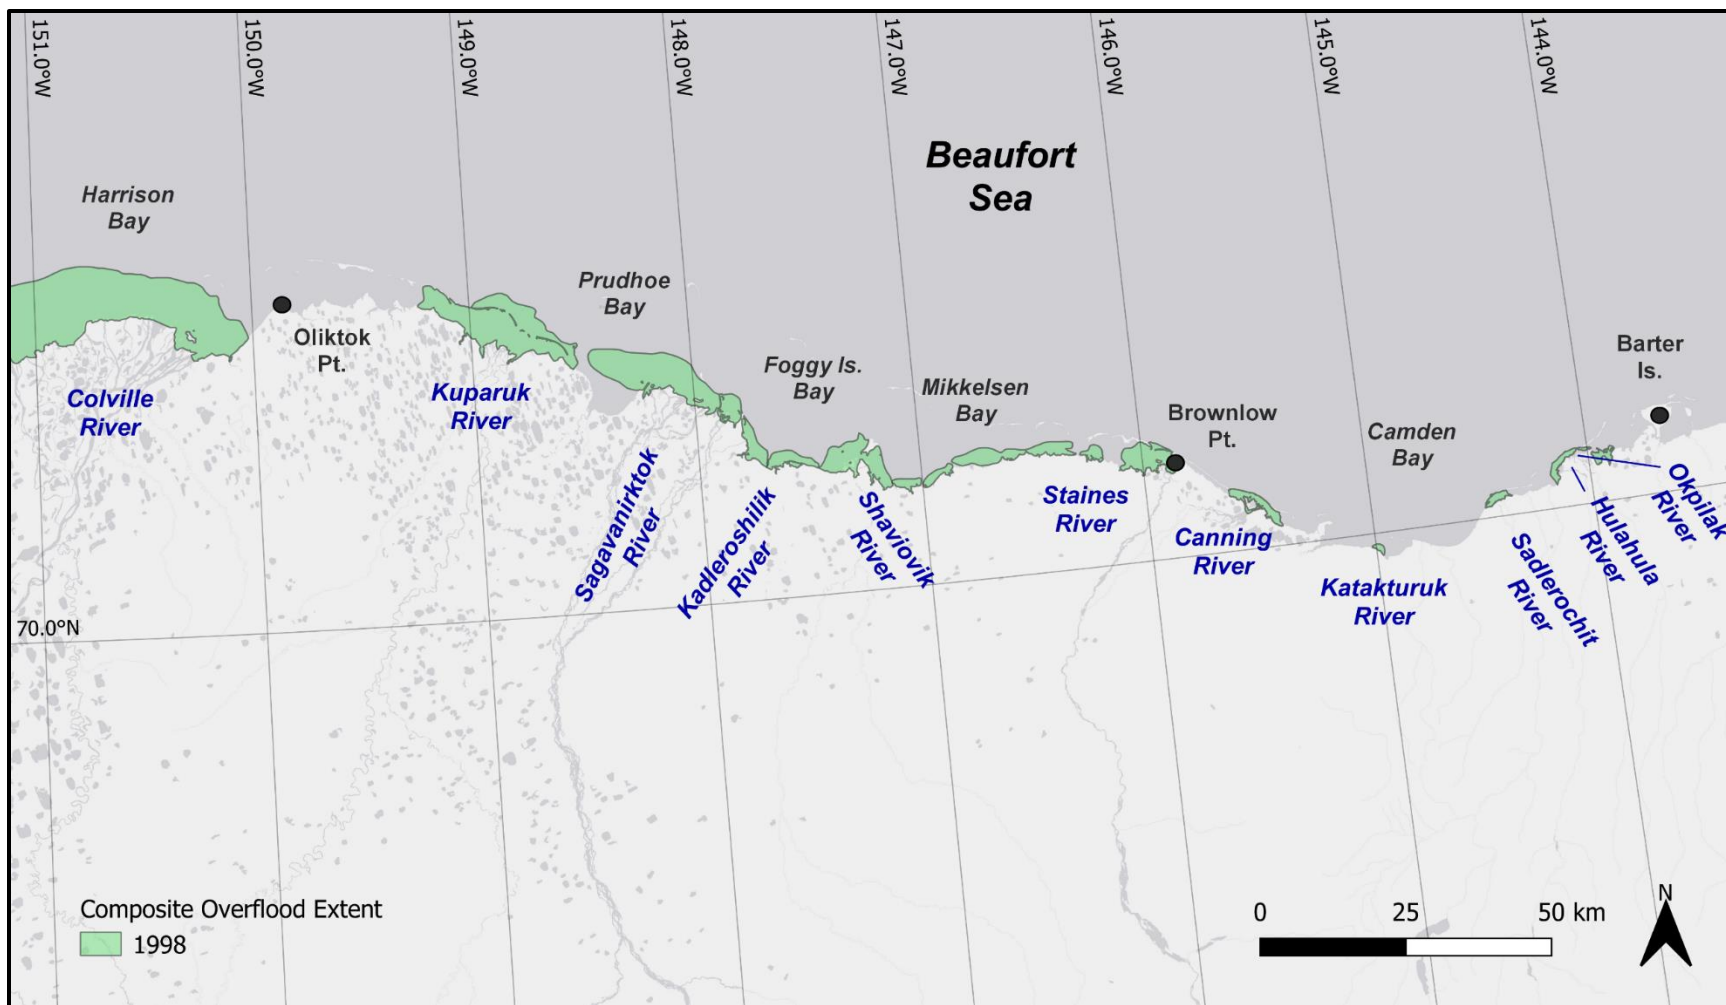 151.0°W
150.0°W
149.0°W
148.0°W
147.0°W
146.0°W
145.0°W
144.0°W
Beaufort
Sea
Harrison
Bay
Prudhoe
Bay
Oliktok
Pt.
Foggy Is.
Bay
Mikkelsen
Bay
Brownlow
Pt.
Camden
Bay
Barter
Is.
Colville
River
Kuparuk
River
Sagavanirktok
River
Kadleroshilik
River
Shaviovik
River
Staines
River
Canning
River
Katakturuk
River
Sadlerochit
River
Hulahula
River
Okpilak
River
70.0°N
Composite Overflood Extent
1998
0 25 50 km
N